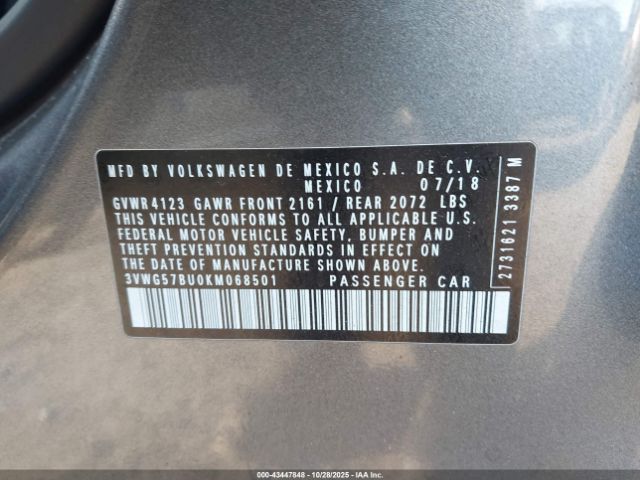 MFD BY VOLKSWAGEN DE MEXICO S.A. DE C.V.
MEXICO 07/18
GVWR 4123 GAWR FRONT 2161 / REAR 2072 LBS
THIS VEHICLE CONFORMS TO ALL APPLICABLE U.S.
FEDERAL MOTOR VEHICLE SAFETY, BUMPER AND
THEFT PREVENTION STANDARDS IN EFFECT ON
THE DATE OF MANUFACTURE SHOWN ABOVE
3VWG57BU0KM068501 PASSENGER CAR
2731621 3387 M
000-43447848 | 10/28/2025 | IAAI.COM